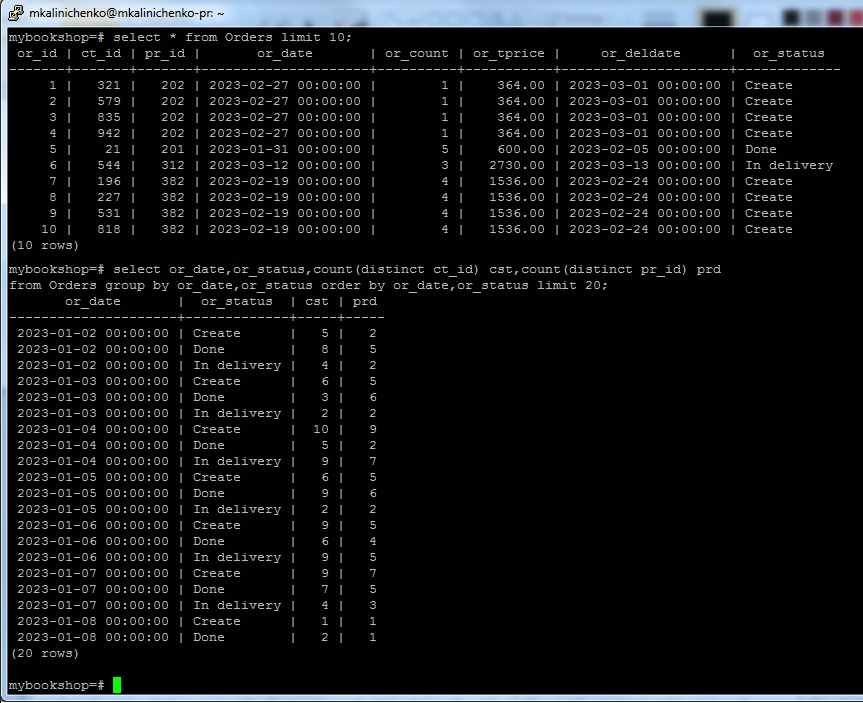 mkalinichenko@mkalinichenko-pr: ~
mybookshop=# select * from Orders limit 10;
 or_id | ct_id | pr_id |       or_date       | or_count | or_tprice |     or_deldate      |  or_status
-------+-------+-------+---------------------+----------+-----------+---------------------+-------------
     1 |   321 |   202 | 2023-02-27 00:00:00 |        1 |    364.00 | 2023-03-01 00:00:00 | Create
     2 |   579 |   202 | 2023-02-27 00:00:00 |        1 |    364.00 | 2023-03-01 00:00:00 | Create
     3 |   835 |   202 | 2023-02-27 00:00:00 |        1 |    364.00 | 2023-03-01 00:00:00 | Create
     4 |   942 |   202 | 2023-02-27 00:00:00 |        1 |    364.00 | 2023-03-01 00:00:00 | Create
     5 |    21 |   201 | 2023-01-31 00:00:00 |        5 |    600.00 | 2023-02-05 00:00:00 | Done
     6 |   544 |   312 | 2023-03-12 00:00:00 |        3 |   2730.00 | 2023-03-13 00:00:00 | In delivery
     7 |   196 |   382 | 2023-02-19 00:00:00 |        4 |   1536.00 | 2023-02-24 00:00:00 | Create
     8 |   227 |   382 | 2023-02-19 00:00:00 |        4 |   1536.00 | 2023-02-24 00:00:00 | Create
     9 |   531 |   382 | 2023-02-19 00:00:00 |        4 |   1536.00 | 2023-02-24 00:00:00 | Create
    10 |   818 |   382 | 2023-02-19 00:00:00 |        4 |   1536.00 | 2023-02-24 00:00:00 | Create
(10 rows)
mybookshop=# select or_date,or_status,count(distinct ct_id) cst,count(distinct pr_id) prd
from Orders group by or_date,or_status order by or_date,or_status limit 20;
       or_date       |  or_status  | cst | prd
---------------------+-------------+-----+-----
 2023-01-02 00:00:00 | Create      |   5 |   2
 2023-01-02 00:00:00 | Done        |   8 |   5
 2023-01-02 00:00:00 | In delivery |   4 |   2
 2023-01-03 00:00:00 | Create      |   6 |   5
 2023-01-03 00:00:00 | Done        |   3 |   6
 2023-01-03 00:00:00 | In delivery |   2 |   2
 2023-01-04 00:00:00 | Create      |  10 |   9
 2023-01-04 00:00:00 | Done        |   5 |   2
 2023-01-04 00:00:00 | In delivery |   9 |   7
 2023-01-05 00:00:00 | Create      |   6 |   5
 2023-01-05 00:00:00 | Done        |   9 |   6
 2023-01-05 00:00:00 | In delivery |   2 |   2
 2023-01-06 00:00:00 | Create      |   9 |   5
 2023-01-06 00:00:00 | Done        |   6 |   4
 2023-01-06 00:00:00 | In delivery |   9 |   5
 2023-01-07 00:00:00 | Create      |   9 |   7
 2023-01-07 00:00:00 | Done        |   7 |   5
 2023-01-07 00:00:00 | In delivery |   4 |   3
 2023-01-08 00:00:00 | Create      |   1 |   1
 2023-01-08 00:00:00 | Done        |   2 |   1
(20 rows)
mybookshop=#